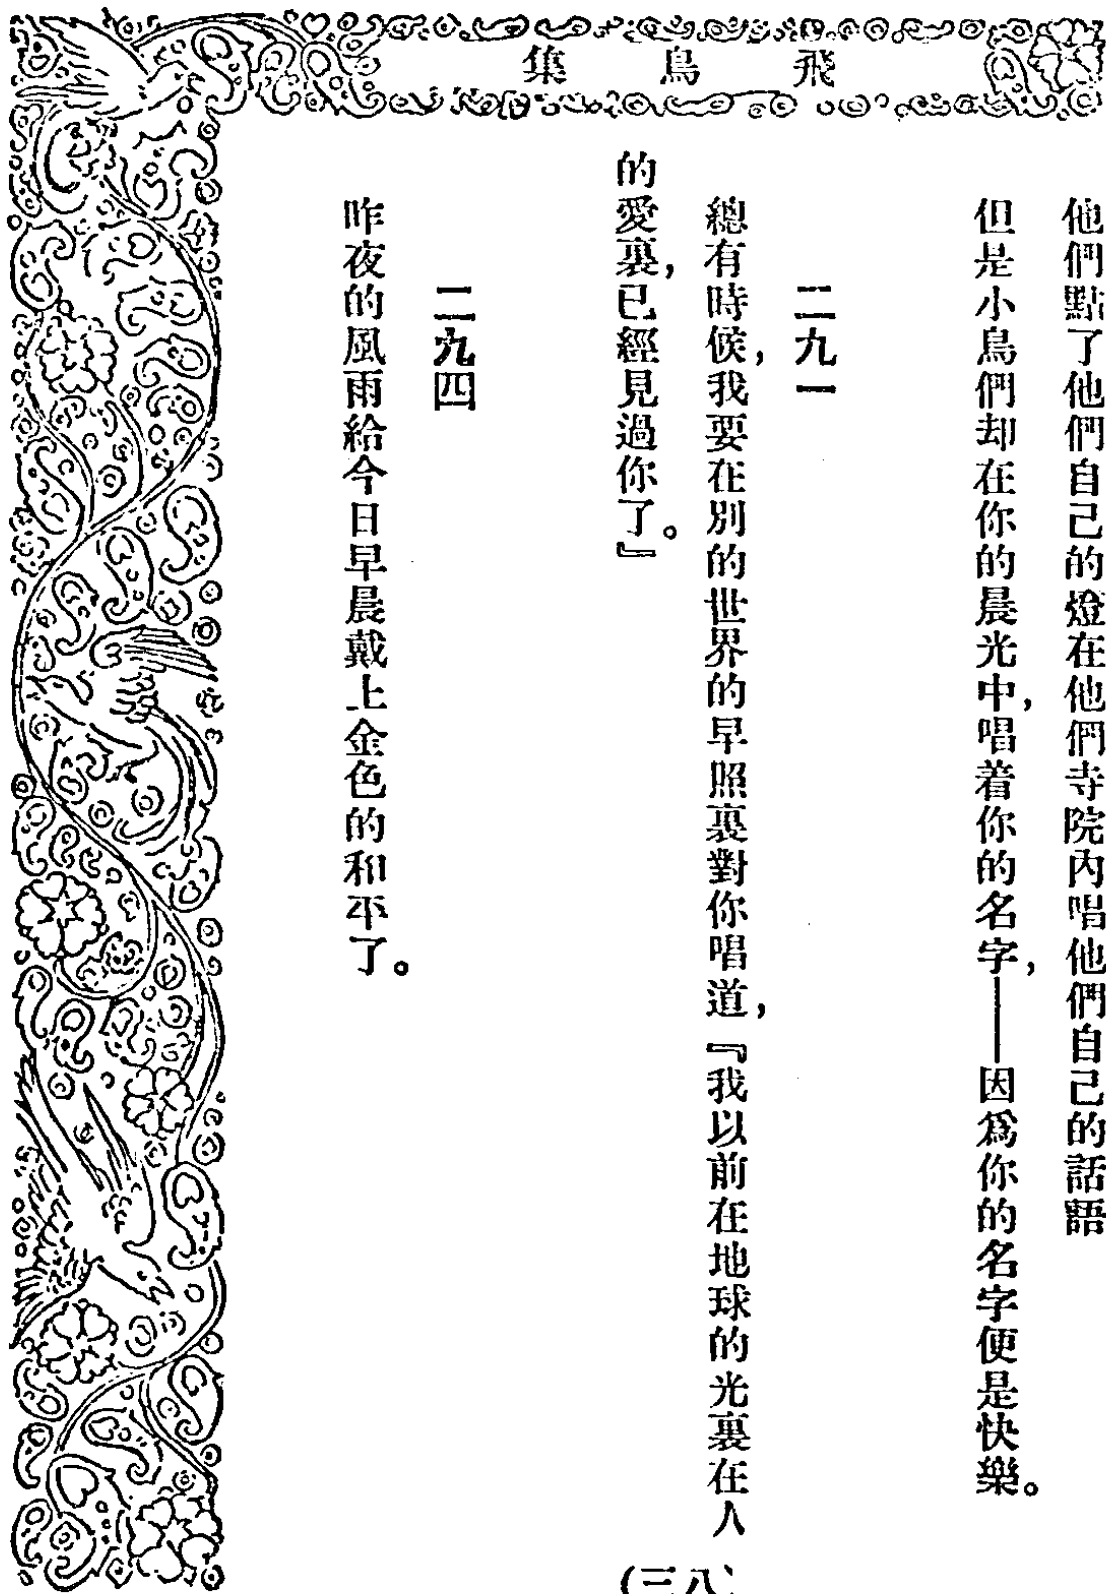 飛鳥集
他們點了他們自己的燈在他們寺院內唱他們自己的話語
但是小鳥們却在你的晨光中，唱着你的名字，——因爲你的名字便是快樂。
二九一
總有時候，我要在別的世界的早照裏對你唱道，『我以前在地球的光裏在人
的愛裏，已經見過你了。』
二九四
昨夜的風雨給今日早晨戴上金色的和平了。
（三八）